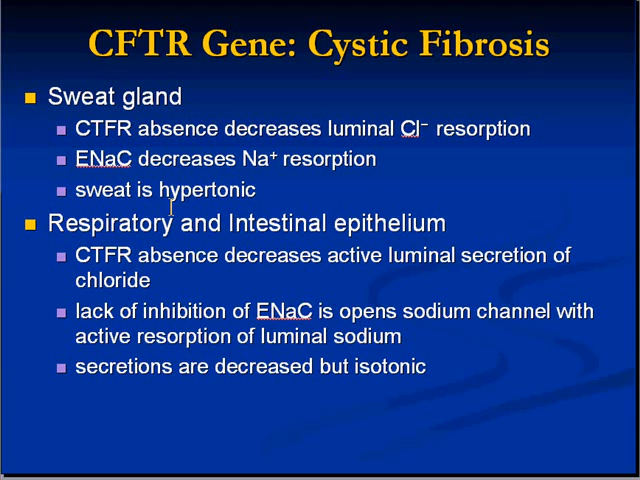 CFTR Gene: Cystic Fibrosis
Sweat gland
CTFR absence decreases luminal Cl⁻ resorption
ENaC decreases Na⁺ resorption
sweat is hypertonic
Respiratory and Intestinal epithelium
CTFR absence decreases active luminal secretion of
chloride
lack of inhibition of ENaC is opens sodium channel with
active resorption of luminal sodium
secretions are decreased but isotonic